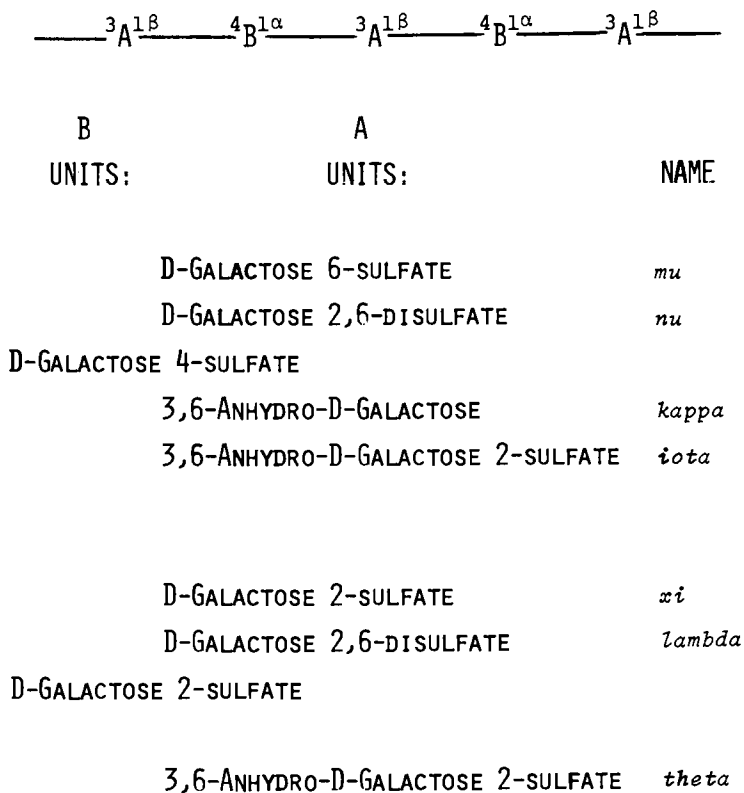 ³A¹ᵝ ⁴B¹ᵅ ³A¹ᵝ ⁴B¹ᵅ ³A¹ᵝ
B A
UNITS: UNITS: NAME
D-GALACTOSE 6-SULFATE mu
D-GALACTOSE 2,6-DISULFATE nu
D-GALACTOSE 4-SULFATE
3,6-ANHYDRO-D-GALACTOSE kappa
3,6-ANHYDRO-D-GALACTOSE 2-SULFATE iota
D-GALACTOSE 2-SULFATE xi
D-GALACTOSE 2,6-DISULFATE lambda
D-GALACTOSE 2-SULFATE
3,6-ANHYDRO-D-GALACTOSE 2-SULFATE theta